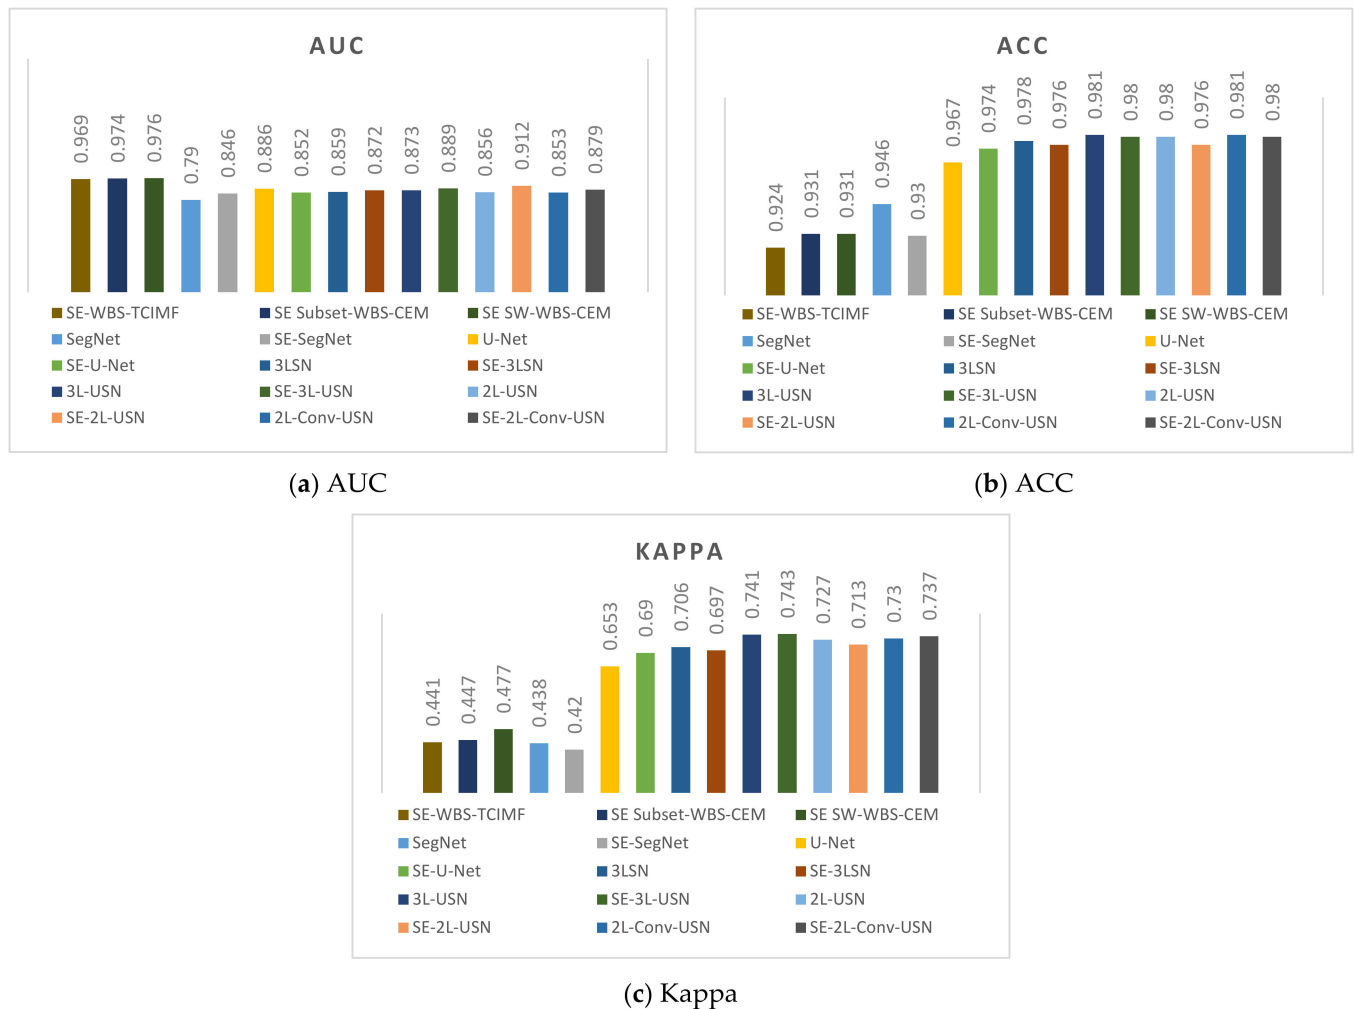 AUC
0.969 0.974 0.976 0.79 0.846 0.886 0.852 0.859 0.872 0.873 0.889 0.856 0.912 0.853 0.879
SE-WBS-TCIMF SE Subset-WBS-CEM SE SW-WBS-CEM
SegNet SE-SegNet U-Net
SE-U-Net 3LSN SE-3LSN
3L-USN SE-3L-USN 2L-USN
SE-2L-USN 2L-Conv-USN SE-2L-Conv-USN
(a) AUC
ACC
0.924 0.931 0.931 0.946 0.93 0.967 0.974 0.978 0.976 0.981 0.98 0.98 0.976 0.981 0.98
SE-WBS-TCIMF SE Subset-WBS-CEM SE SW-WBS-CEM
SegNet SE-SegNet U-Net
SE-U-Net 3LSN SE-3LSN
3L-USN SE-3L-USN 2L-USN
SE-2L-USN 2L-Conv-USN SE-2L-Conv-USN
(b) ACC
KAPPA
0.441 0.447 0.477 0.438 0.42 0.653 0.69 0.706 0.697 0.741 0.743 0.727 0.713 0.73 0.737
SE-WBS-TCIMF SE Subset-WBS-CEM SE SW-WBS-CEM
SegNet SE-SegNet U-Net
SE-U-Net 3LSN SE-3LSN
3L-USN SE-3L-USN 2L-USN
SE-2L-USN 2L-Conv-USN SE-2L-Conv-USN
(c) Kappa